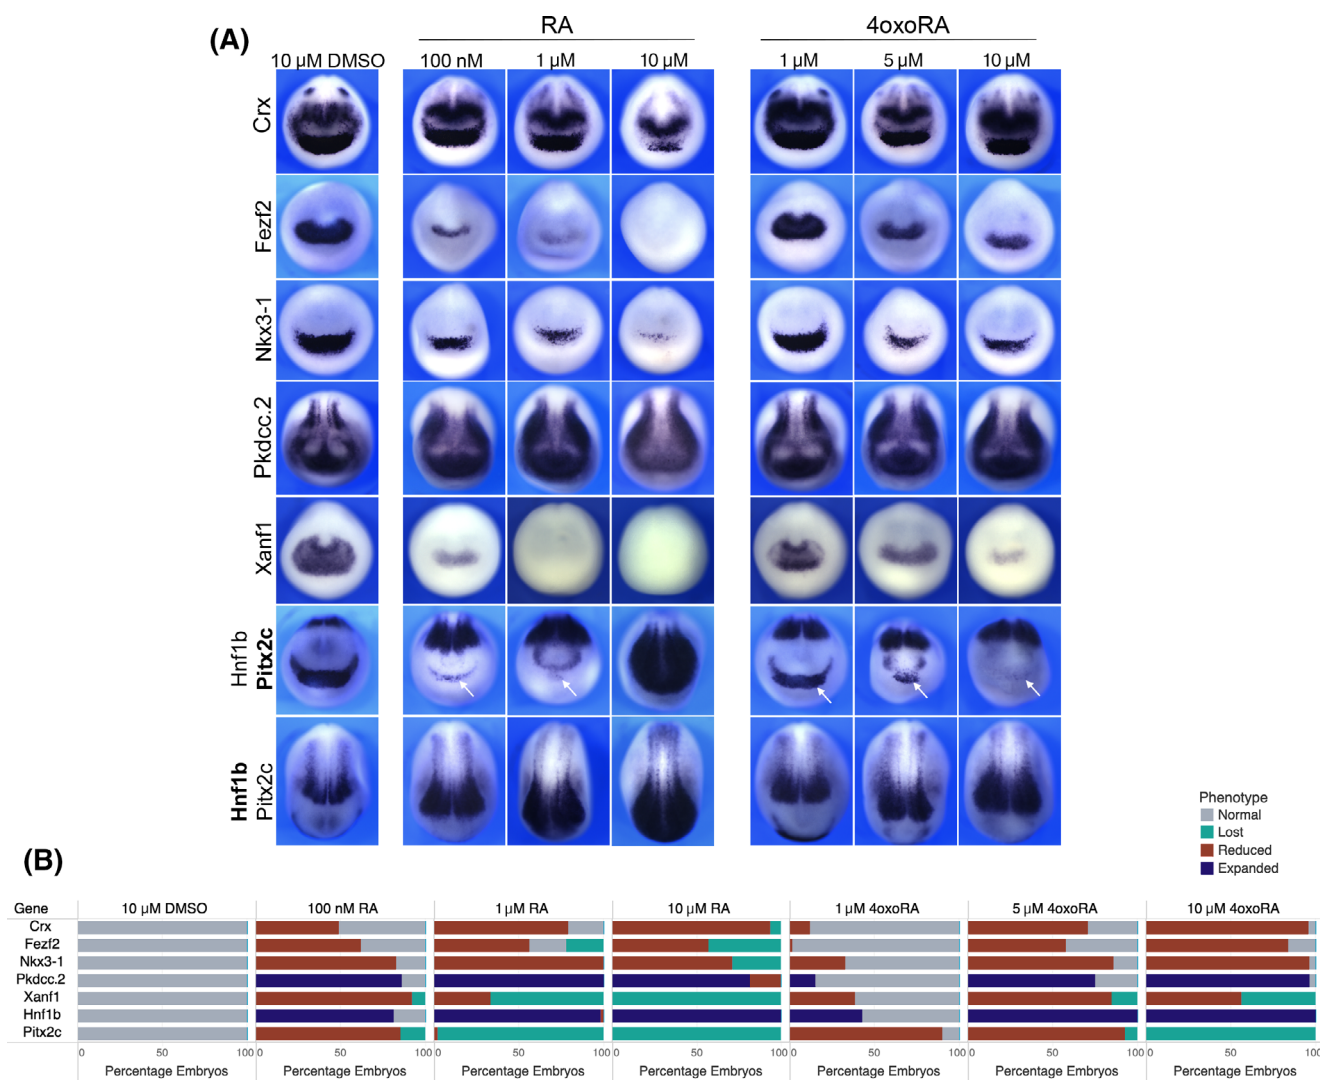 (A)
RA
4oxoRA
10 µM DMSO
100 nM
1 µM
10 µM
1 µM
5 µM
10 µM
Crx
Fezf2
Nkx3-1
Pkdcc.2
Xanf1
Hnf1b
Pitx2c
Hnf1b
Pitx2c
Phenotype
Normal
Lost
Reduced
Expanded
(B)
Gene
10 µM DMSO
100 nM RA
1 µM RA
10 µM RA
1 µM 4oxoRA
5 µM 4oxoRA
10 µM 4oxoRA
Crx
Fezf2
Nkx3-1
Pkdcc.2
Xanf1
Hnf1b
Pitx2c
0 50 100
0 50 100
0 50 100
0 50 100
0 50 100
0 50 100
0 50 100
Percentage Embryos
Percentage Embryos
Percentage Embryos
Percentage Embryos
Percentage Embryos
Percentage Embryos
Percentage Embryos